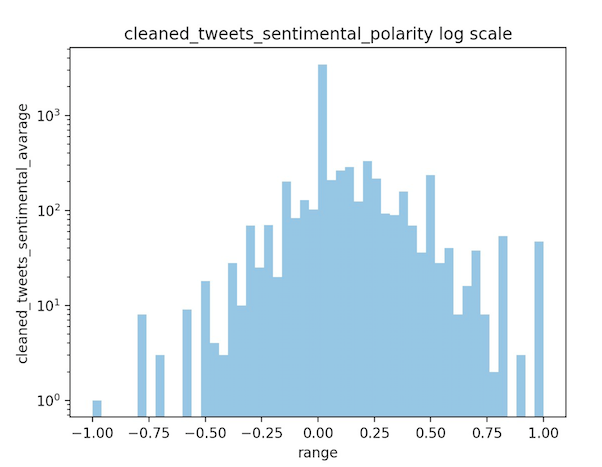 cleaned_tweets_sentimental_polarity log scale
cleaned_tweets_sentimental_avarage
10³
10²
10¹
10⁰
−1.00 −0.75 −0.50 −0.25 0.00 0.25 0.50 0.75 1.00
range